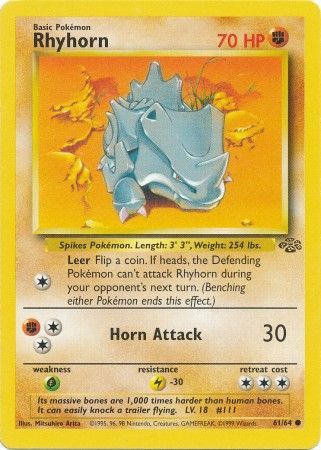 Basic Pokémon
Rhyhorn 70 HP
Spikes Pokémon. Length: 3' 3", Weight: 254 lbs.
Leer Flip a coin. If heads, the Defending
Pokémon can't attack Rhyhorn during
your opponent's next turn. (Benching
either Pokémon ends this effect.)
Horn Attack 30
weakness resistance retreat cost
-30
Its massive bones are 1,000 times harder than human bones.
It can easily knock a trailer flying. LV. 18 #111
Illus. Mitsuhiro Arita ©1995, 96, 98 Nintendo, Creatures, GAMEFREAK. ©1999 Wizards. 61/64